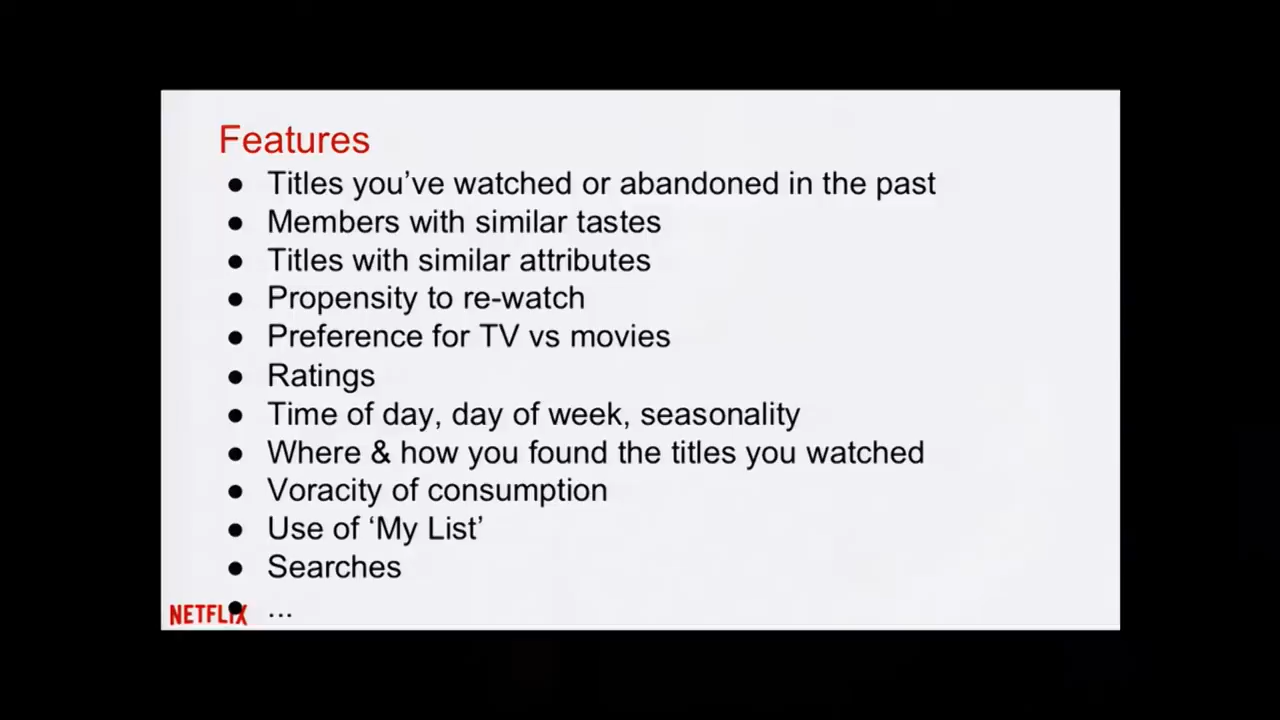 Features
● Titles you’ve watched or abandoned in the past
● Members with similar tastes
● Titles with similar attributes
● Propensity to re-watch
● Preference for TV vs movies
● Ratings
● Time of day, day of week, seasonality
● Where & how you found the titles you watched
● Voracity of consumption
● Use of ‘My List’
● Searches
● ...
NETFLIX